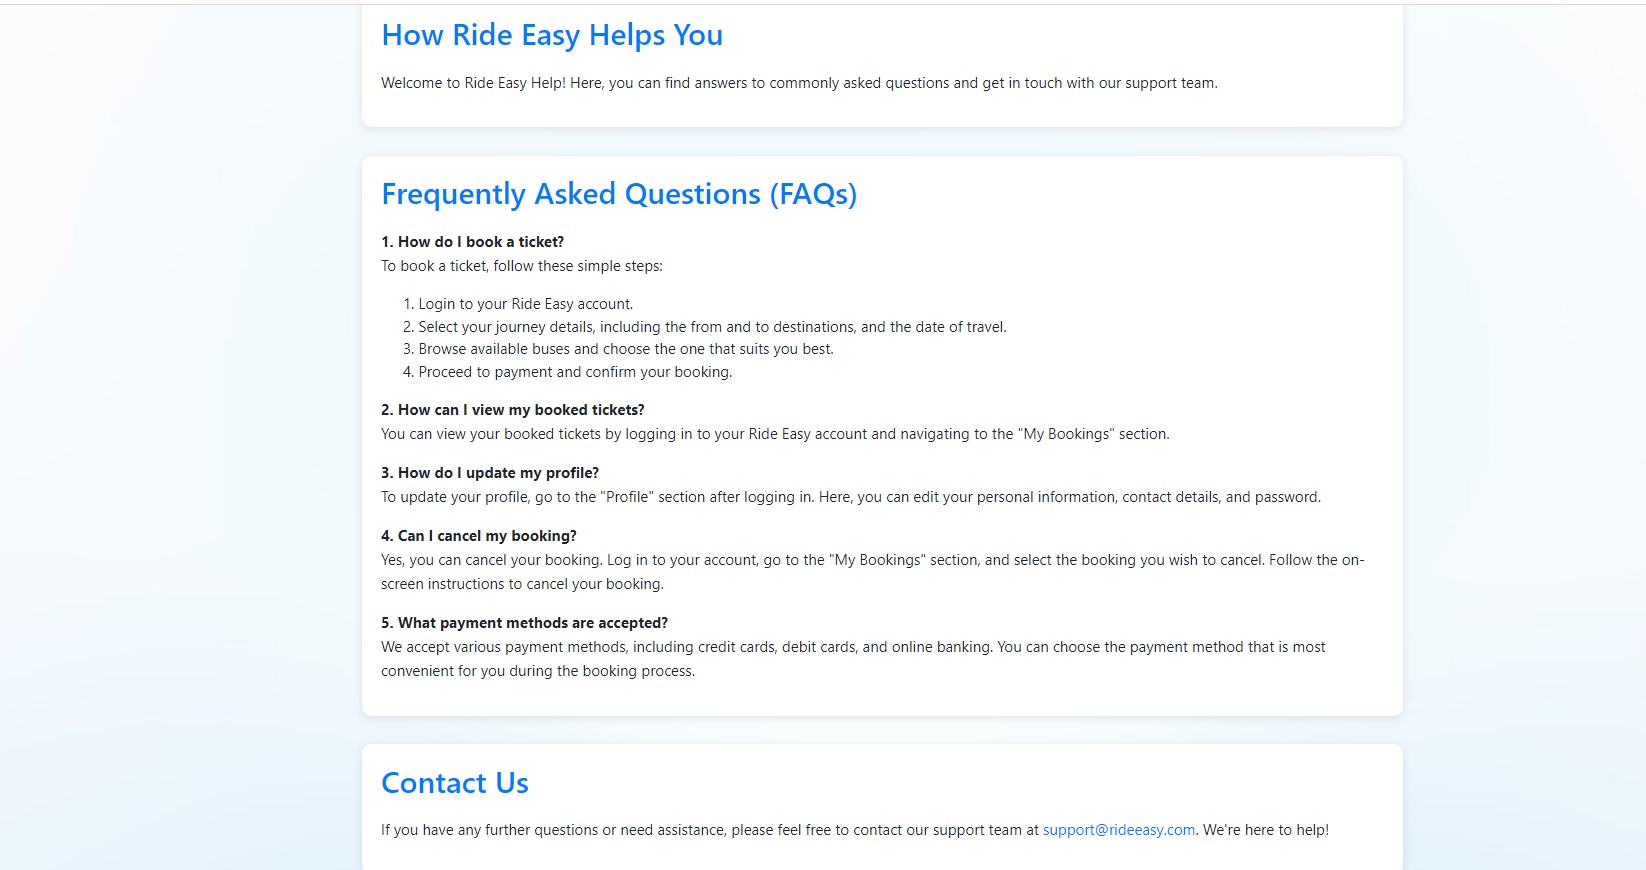 How Ride Easy Helps You
Welcome to Ride Easy Help! Here, you can find answers to commonly asked questions and get in touch with our support team.
Frequently Asked Questions (FAQs)
1. How do I book a ticket?
To book a ticket, follow these simple steps:
1. Login to your Ride Easy account.
2. Select your journey details, including the from and to destinations, and the date of travel.
3. Browse available buses and choose the one that suits you best.
4. Proceed to payment and confirm your booking.
2. How can I view my booked tickets?
You can view your booked tickets by logging in to your Ride Easy account and navigating to the "My Bookings" section.
3. How do I update my profile?
To update your profile, go to the "Profile" section after logging in. Here, you can edit your personal information, contact details, and password.
4. Can I cancel my booking?
Yes, you can cancel your booking. Log in to your account, go to the "My Bookings" section, and select the booking you wish to cancel. Follow the on-
screen instructions to cancel your booking.
5. What payment methods are accepted?
We accept various payment methods, including credit cards, debit cards, and online banking. You can choose the payment method that is most
convenient for you during the booking process.
Contact Us
If you have any further questions or need assistance, please feel free to contact our support team at support@rideeasy.com. We're here to help!